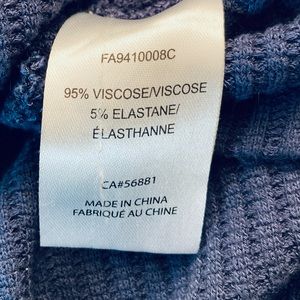 FA9410008C
95% VISCOSE/VISCOSE
5% ELASTANE/
ÉLASTHANNE
CA#56881
MADE IN CHINA
FABRIQUÉ AU CHINE